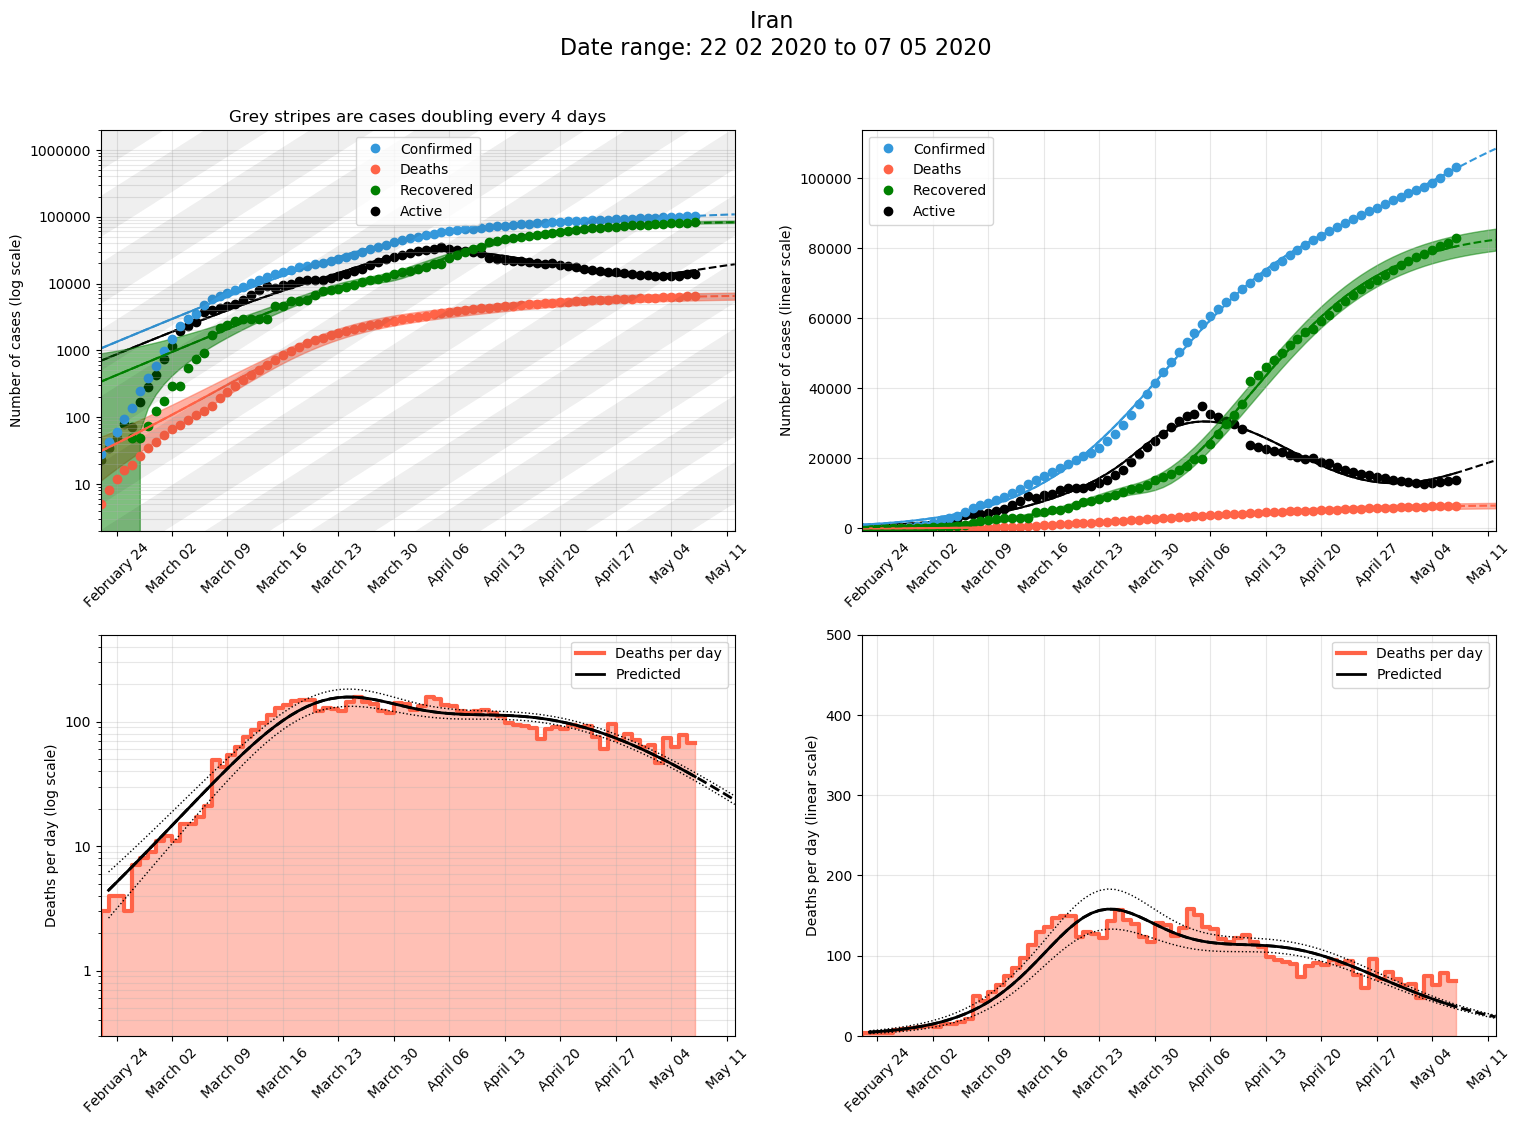 Iran
Date range: 22 02 2020 to 07 05 2020
Grey stripes are cases doubling every 4 days
Number of cases (log scale)
1000000
100000
10000
1000
100
10
Confirmed
Deaths
Recovered
Active
February 24
March 02
March 09
March 16
March 23
March 30
April 06
April 13
April 20
April 27
May 04
May 11
Number of cases (linear scale)
100000
80000
60000
40000
20000
0
Confirmed
Deaths
Recovered
Active
February 24
March 02
March 09
March 16
March 23
March 30
April 06
April 13
April 20
April 27
May 04
May 11
Deaths per day (log scale)
100
10
1
Deaths per day
Predicted
February 24
March 02
March 09
March 16
March 23
March 30
April 06
April 13
April 20
April 27
May 04
May 11
Deaths per day (linear scale)
500
400
300
200
100
0
Deaths per day
Predicted
February 24
March 02
March 09
March 16
March 23
March 30
April 06
April 13
April 20
April 27
May 04
May 11